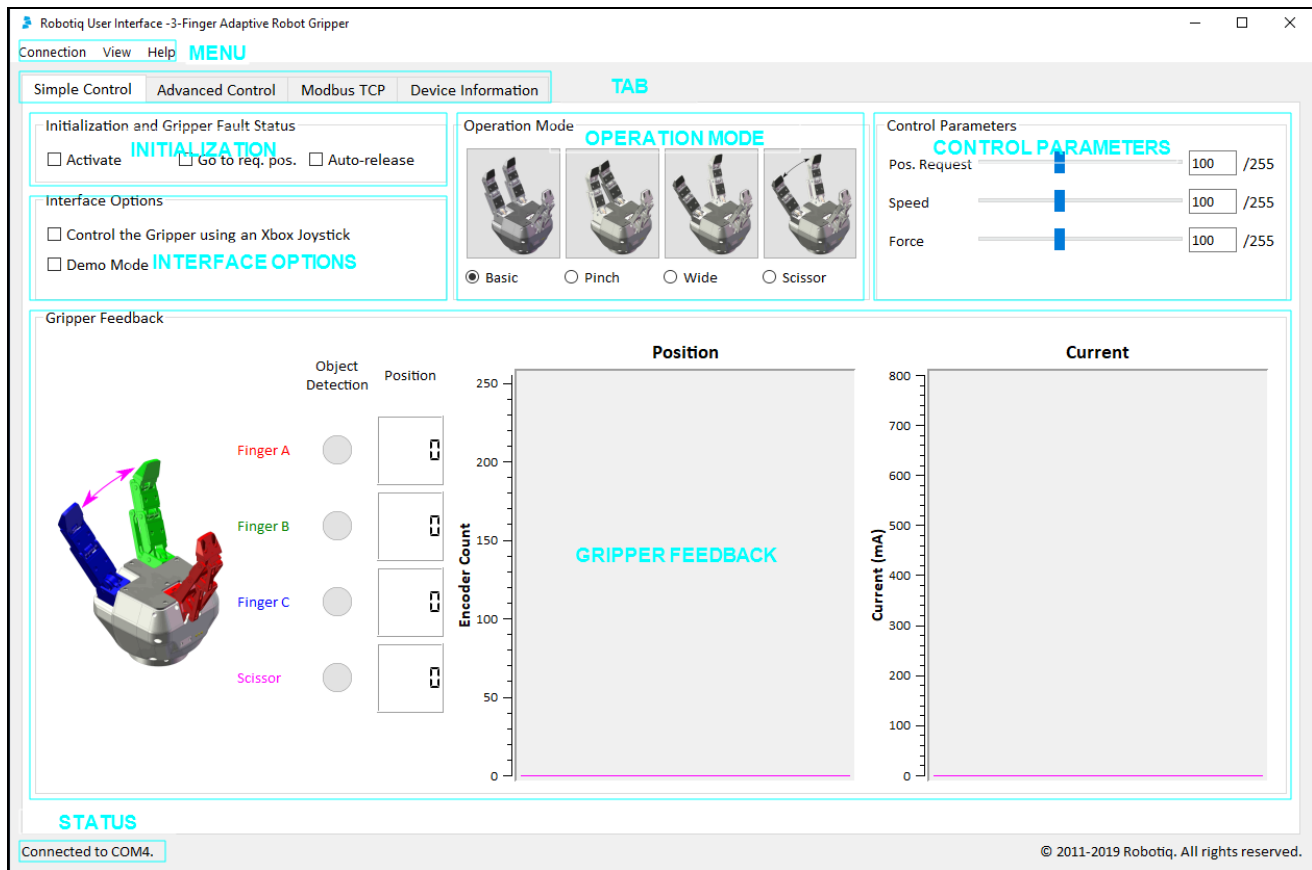 Robotiq User Interface -3-Finger Adaptive Robot Gripper
Connection View Help MENU
Simple Control Advanced Control Modbus TCP Device Information TAB
Initialization and Gripper Fault Status
INITIALIZATION
Activate Go to req. pos. Auto-release
Interface Options
Control the Gripper using an Xbox Joystick
Demo Mode INTERFACE OPTIONS
Operation Mode
OPERATION MODE
Basic Pinch Wide Scissor
Control Parameters
CONTROL PARAMETERS
Pos. Request 100 /255
Speed 100 /255
Force 100 /255
Gripper Feedback
Object Detection Position
Finger A 0
Finger B 0
Finger C 0
Scissor 0
Position
Encoder Count
250
200
150
100
50
0
GRIPPER FEEDBACK
Current
Current (mA)
800
700
600
500
400
300
200
100
0
STATUS
Connected to COM4.
© 2011-2019 Robotiq. All rights reserved.